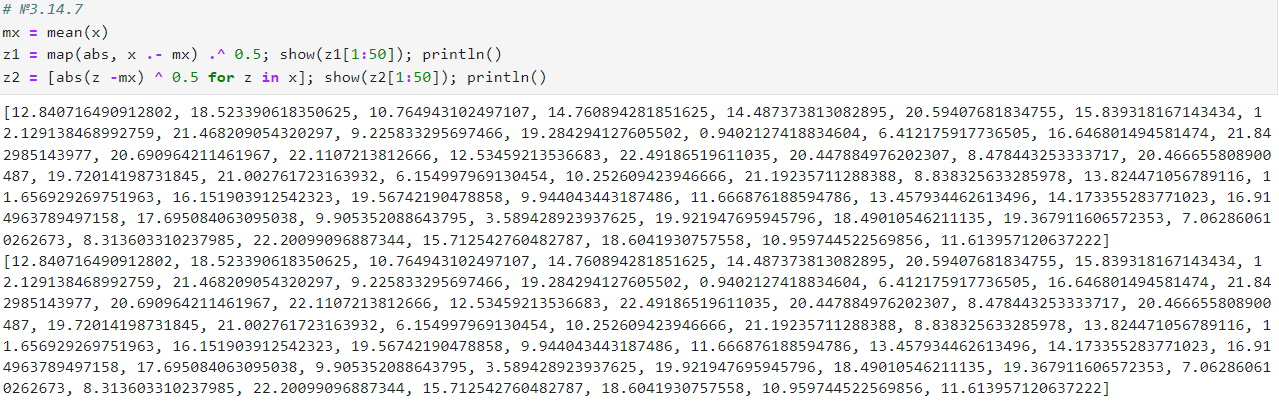 # №3.14.7
mx = mean(x)
z1 = map(abs, x .- mx) .^ 0.5; show(z1[1:50]); println()
z2 = [abs(z -mx) ^ 0.5 for z in x]; show(z2[1:50]); println()
[12.840716490912802, 18.523390618350625, 10.764943102497107, 14.760894281851625, 14.487373813082895, 20.59407681834755, 15.839318167143434, 1
2.129138468992759, 21.468209054320297, 9.225833295697466, 19.284294127605502, 0.9402127418834604, 6.412175917736505, 16.646801494581474, 21.84
2985143977, 20.690964211461967, 22.1107213812666, 12.53459213536683, 22.49186519611035, 20.447884976202307, 8.478443253333717, 20.466655808900
487, 19.72014198731845, 21.002761723163932, 6.154997969130454, 10.252609423946666, 21.19235711288388, 8.838325633285978, 13.824471056789116, 1
1.656929269751963, 16.151903912542323, 19.56742190478858, 9.944043443187486, 11.666876188594786, 13.457934462613496, 14.173355283771023, 16.91
4963789497158, 17.695084063095038, 9.905352088643795, 3.589428923937625, 19.921947695945796, 18.49010546211135, 19.367911606572353, 7.06286061
0262673, 8.313603310237985, 22.20099096887344, 15.712542760482787, 18.6041930757558, 10.959744522569856, 11.613957120637222]
[12.840716490912802, 18.523390618350625, 10.764943102497107, 14.760894281851625, 14.487373813082895, 20.59407681834755, 15.839318167143434, 1
2.129138468992759, 21.468209054320297, 9.225833295697466, 19.284294127605502, 0.9402127418834604, 6.412175917736505, 16.646801494581474, 21.84
2985143977, 20.690964211461967, 22.1107213812666, 12.53459213536683, 22.49186519611035, 20.447884976202307, 8.478443253333717, 20.466655808900
487, 19.72014198731845, 21.002761723163932, 6.154997969130454, 10.252609423946666, 21.19235711288388, 8.838325633285978, 13.824471056789116, 1
1.656929269751963, 16.151903912542323, 19.56742190478858, 9.944043443187486, 11.666876188594786, 13.457934462613496, 14.173355283771023, 16.91
4963789497158, 17.695084063095038, 9.905352088643795, 3.589428923937625, 19.921947695945796, 18.49010546211135, 19.367911606572353, 7.06286061
0262673, 8.313603310237985, 22.20099096887344, 15.712542760482787, 18.6041930757558, 10.959744522569856, 11.613957120637222]